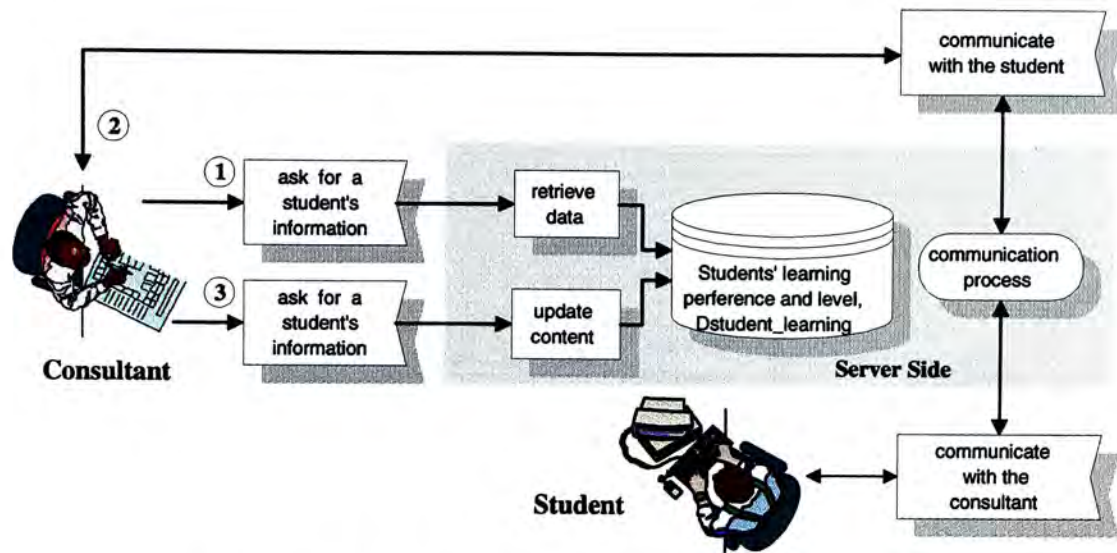 communicate
with the student
②
①
ask for a
student's
information
retrieve
data
Students' learning
perference and level,
Dstudent_learning
communication
process
③
ask for a
student's
information
update
content
Consultant
Server Side
Student
communicate
with the
consultant